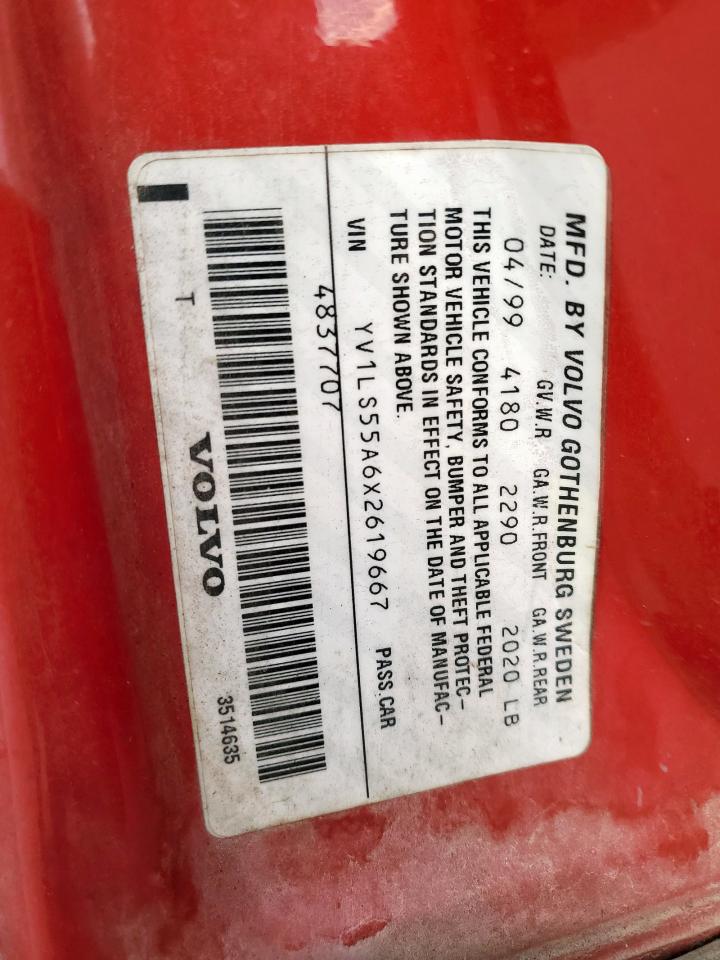 MFD. BY VOLVO GOTHENBURG SWEDEN
DATE: GV.W.R GA.W.R.FRONT GA.W.R.REAR
04/99 4180 2290 2020 LB
THIS VEHICLE CONFORMS TO ALL APPLICABLE FEDERAL
MOTOR VEHICLE SAFETY, BUMPER AND THEFT PROTEC-
TION STANDARDS IN EFFECT ON THE DATE OF MANUFAC-
TURE SHOWN ABOVE.
VIN YV1LS55A6X2619667 PASS.CAR
4837707
T VOLVO 3514635